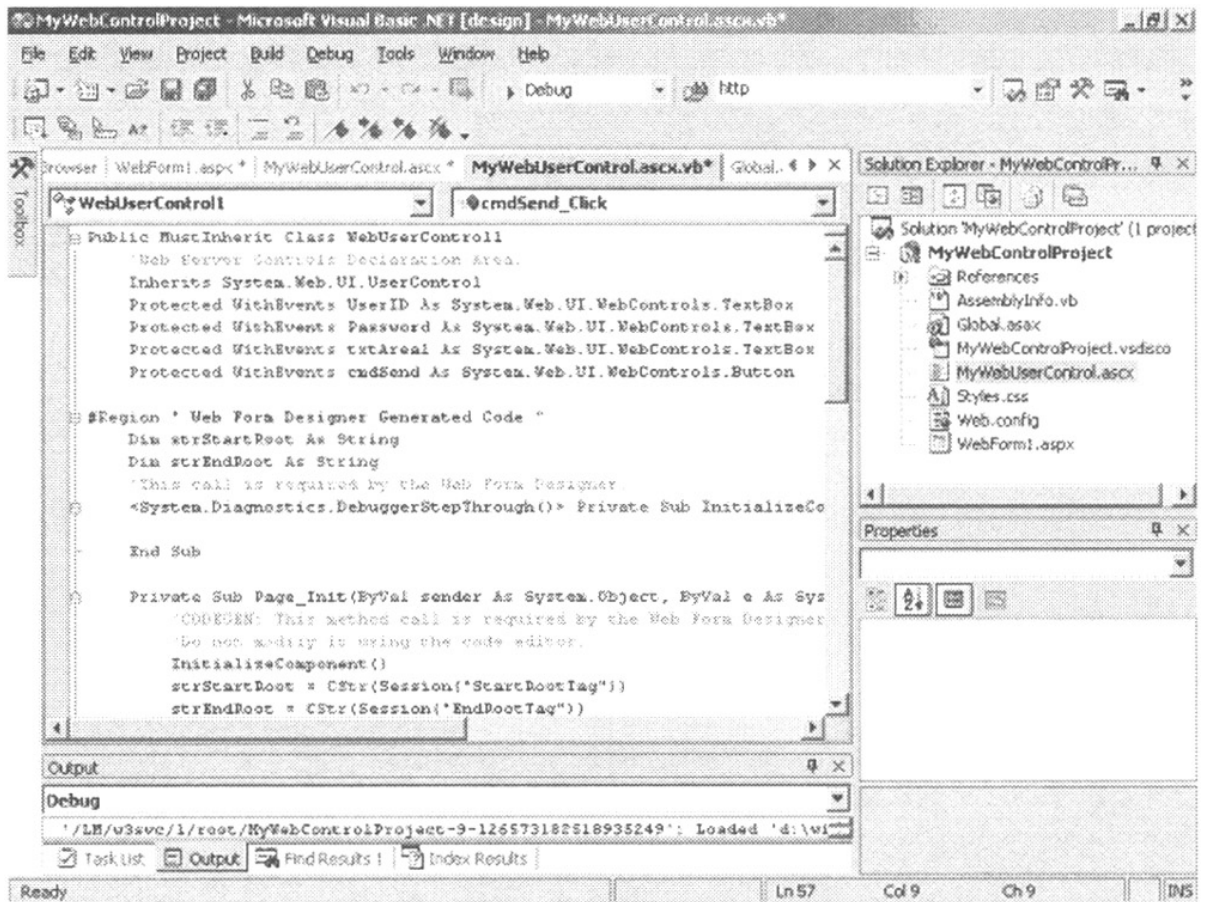 MyWebControlProject - Microsoft Visual Basic .NET [design] - MyWebUserControl.ascx.vb*
File Edit View Project Build Debug Tools Window Help
Debug http
Toolbox
Browser WebForm1.aspx* MyWebUserControl.ascx* MyWebUserControl.ascx.vb* Global..
WebUserControl1 cmdSend_Click
Public MustInherit Class WebUserControl1
'Web Server Controls Declaration Area.
Inherits System.Web.UI.UserControl
Protected WithEvents UserID As System.Web.UI.WebControls.TextBox
Protected WithEvents Password As System.Web.UI.WebControls.TextBox
Protected WithEvents txtArea1 As System.Web.UI.WebControls.TextBox
Protected WithEvents cmdSend As System.Web.UI.WebControls.Button
#Region " Web Form Designer Generated Code "
Dim strStartRoot As String
Dim strEndRoot As String
'This call is required by the Web Form Designer.
<System.Diagnostics.DebuggerStepThrough()> Private Sub InitializeCo
End Sub
Private Sub Page_Init(ByVal sender As System.Object, ByVal e As Sys
'CODEGEN: This method call is required by the Web Form Designer
'Do not modify it using the code editor.
InitializeComponent()
strStartRoot = CStr(Session("StartRootTag"))
strEndRoot = CStr(Session("EndRootTag"))
Output
Debug
'/LM/w3svc/1/root/MyWebControlProject-9-126573182518935249': Loaded 'd:\wi
Task List Output Find Results 1 Index Results
Solution Explorer - MyWebControlPr...
Solution 'MyWebControlProject' (1 project
MyWebControlProject
References
AssemblyInfo.vb
Global.asax
MyWebControlProject.vsdisco
MyWebUserControl.ascx
Styles.css
Web.config
WebForm1.aspx
Properties
Ready Ln 57 Col 9 Ch 9 INS